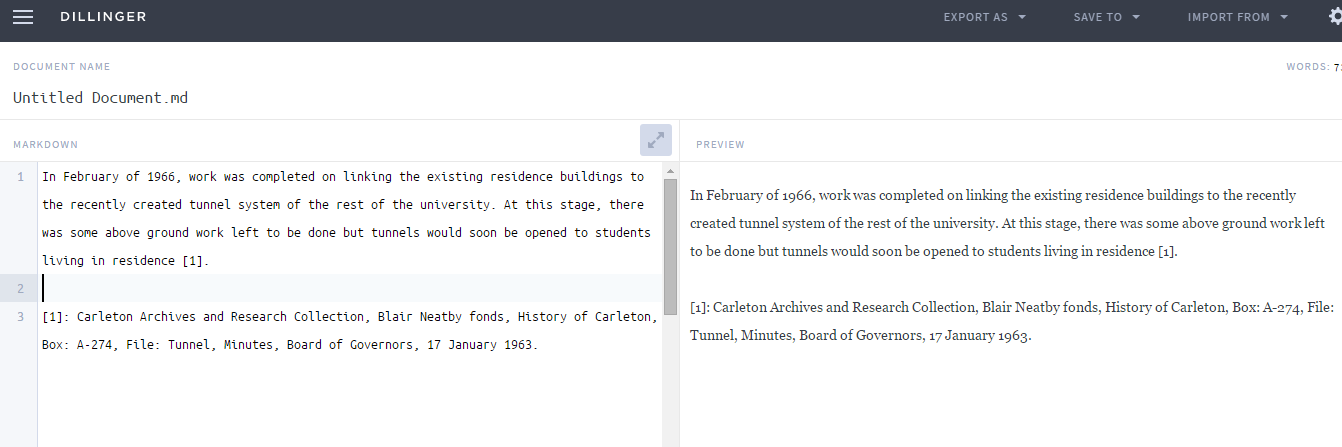 DILLINGER
EXPORT AS
SAVE TO
IMPORT FROM
DOCUMENT NAME
WORDS:
Untitled Document.md
MARKDOWN
1 In February of 1966, work was completed on linking the existing residence buildings to
the recently created tunnel system of the rest of the university. At this stage, there
was some above ground work left to be done but tunnels would soon be opened to students
living in residence [1].
2
3 [1]: Carleton Archives and Research Collection, Blair Neatby fonds, History of Carleton,
Box: A-274, File: Tunnel, Minutes, Board of Governors, 17 January 1963.
PREVIEW
In February of 1966, work was completed on linking the existing residence buildings to the recently
created tunnel system of the rest of the university. At this stage, there was some above ground work left
to be done but tunnels would soon be opened to students living in residence [1].
[1]: Carleton Archives and Research Collection, Blair Neatby fonds, History of Carleton, Box: A-274, File:
Tunnel, Minutes, Board of Governors, 17 January 1963.